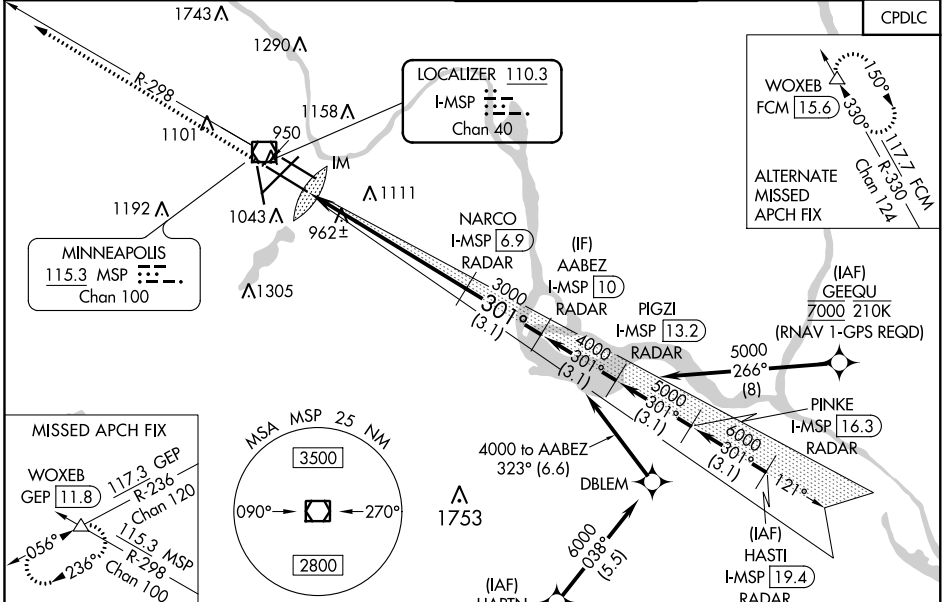 CPDLC
1743
1290
R-298
1101
1158
950
LOCALIZER 110.3
I-MSP
Chan 40
WOXEB
FCM 15.6
150°
330°
117.7 FCM
R-330
Chan 124
ALTERNATE
MISSED
APCH FIX
IM
1111
1192
1043
962±
MINNEAPOLIS
115.3 MSP
Chan 100
1305
NARCO
I-MSP 6.9
RADAR
(IF)
AABEZ
I-MSP 10
RADAR
PIGZI
I-MSP 13.2
RADAR
(IAF)
GEEQU
7000 210K
(RNAV 1-GPS REQD)
3000
301°
(3.1)
4000
301°
(3.1)
5000
301°
(3.1)
6000
301°
(3.1)
121°
5000
266°
(8)
PINKE
I-MSP 16.3
RADAR
4000 to AABEZ
323° (6.6)
DBLEM
6000
038°
(5.5)
(IAF)
HASTI
I-MSP 19.4
RADAR
MISSED APCH FIX
WOXEB
GEP 11.8
117.3 GEP
R-236
Chan 120
056°
236°
115.3 MSP
R-298
Chan 100
MSA MSP 25 NM
3500
090°
270°
2800
1753
(IAF)